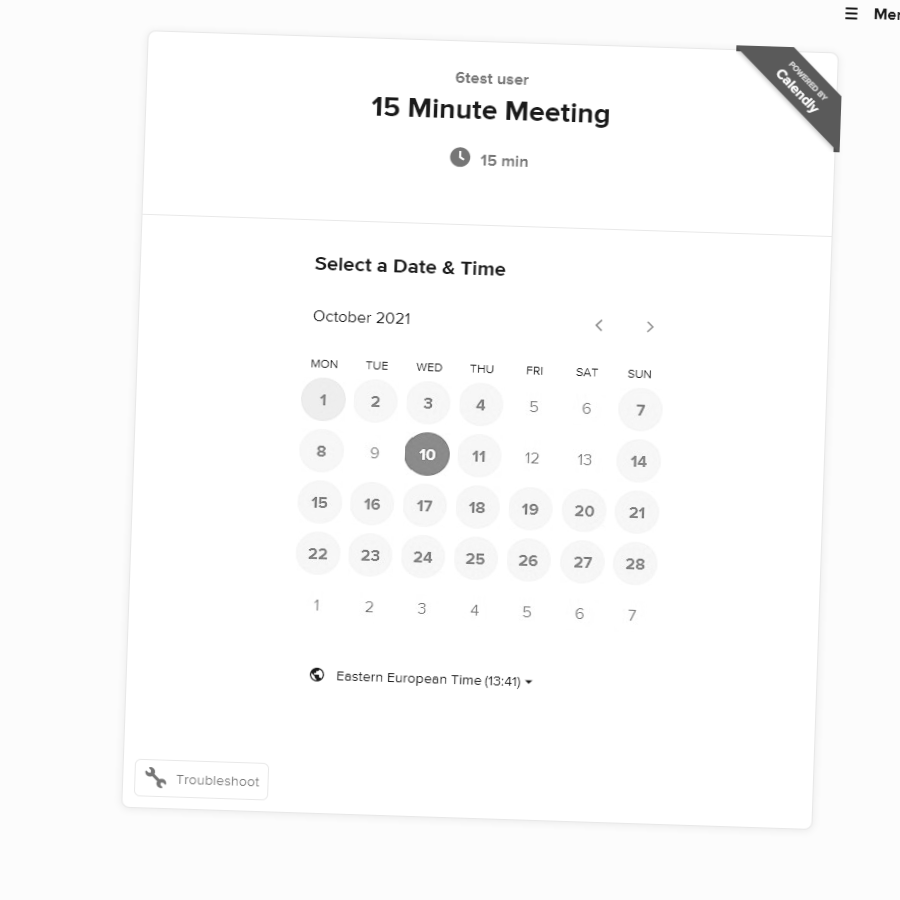 ☰ Mer
POWERED BY
Calendly
6test user
15 Minute Meeting
15 min
Select a Date & Time
October 2021
MON TUE WED THU FRI SAT SUN
1 2 3 4 5 6 7
8 9 10 11 12 13 14
15 16 17 18 19 20 21
22 23 24 25 26 27 28
1 2 3 4 5 6 7
Eastern European Time (13:41)
Troubleshoot